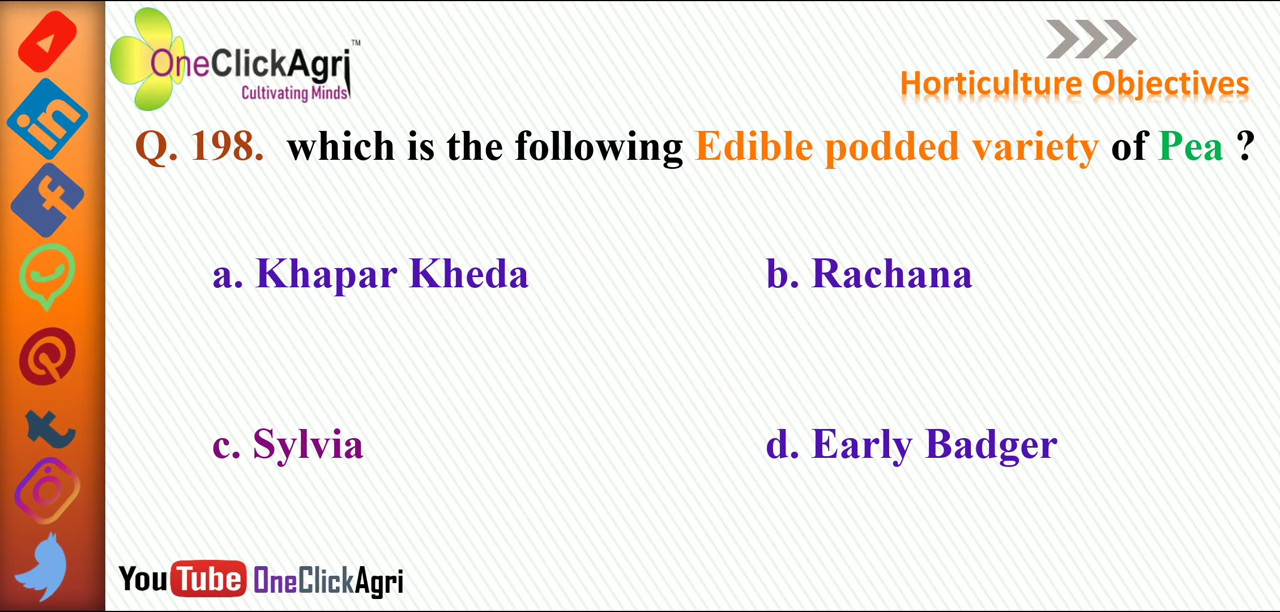 OneClickAgri™
Cultivating Minds
Horticulture Objectives
Q. 198. which is the following Edible podded variety of Pea ?
a. Khapar Kheda
b. Rachana
c. Sylvia
d. Early Badger
YouTube OneClickAgri